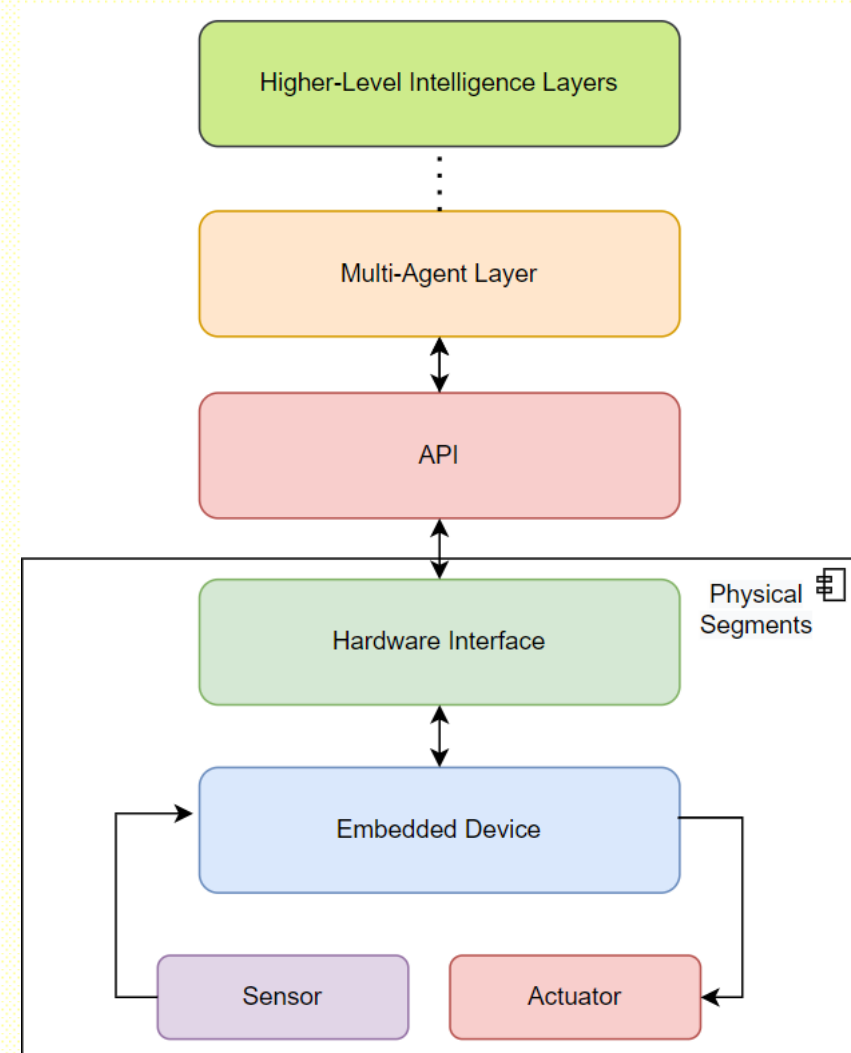 Higher-Level Intelligence Layers
Multi-Agent Layer
API
Physical
Segments
Hardware Interface
Embedded Device
Sensor
Actuator